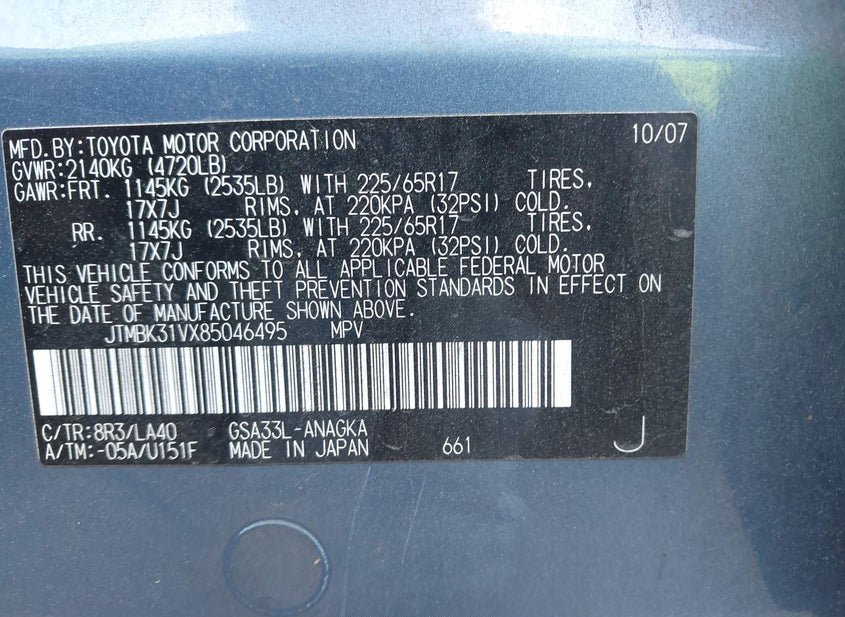 MFD.BY:TOYOTA MOTOR CORPORATION 10/07
GVWR:2140KG (4720LB)
GAWR:FRT. 1145KG (2535LB) WITH 225/65R17 TIRES,
17X7J RIMS, AT 220KPA (32PSI) COLD.
RR. 1145KG (2535LB) WITH 225/65R17 TIRES,
17X7J RIMS, AT 220KPA (32PSI) COLD.
THIS VEHICLE CONFORMS TO ALL APPLICABLE FEDERAL MOTOR
VEHICLE SAFETY AND THEFT PREVENTION STANDARDS IN EFFECT ON
THE DATE OF MANUFACTURE SHOWN ABOVE.
JTMBK31VX85046495 MPV
C/TR:8R3/LA40 GSA33L-ANAGKA
A/TM:-05A/U151F MADE IN JAPAN 661 J